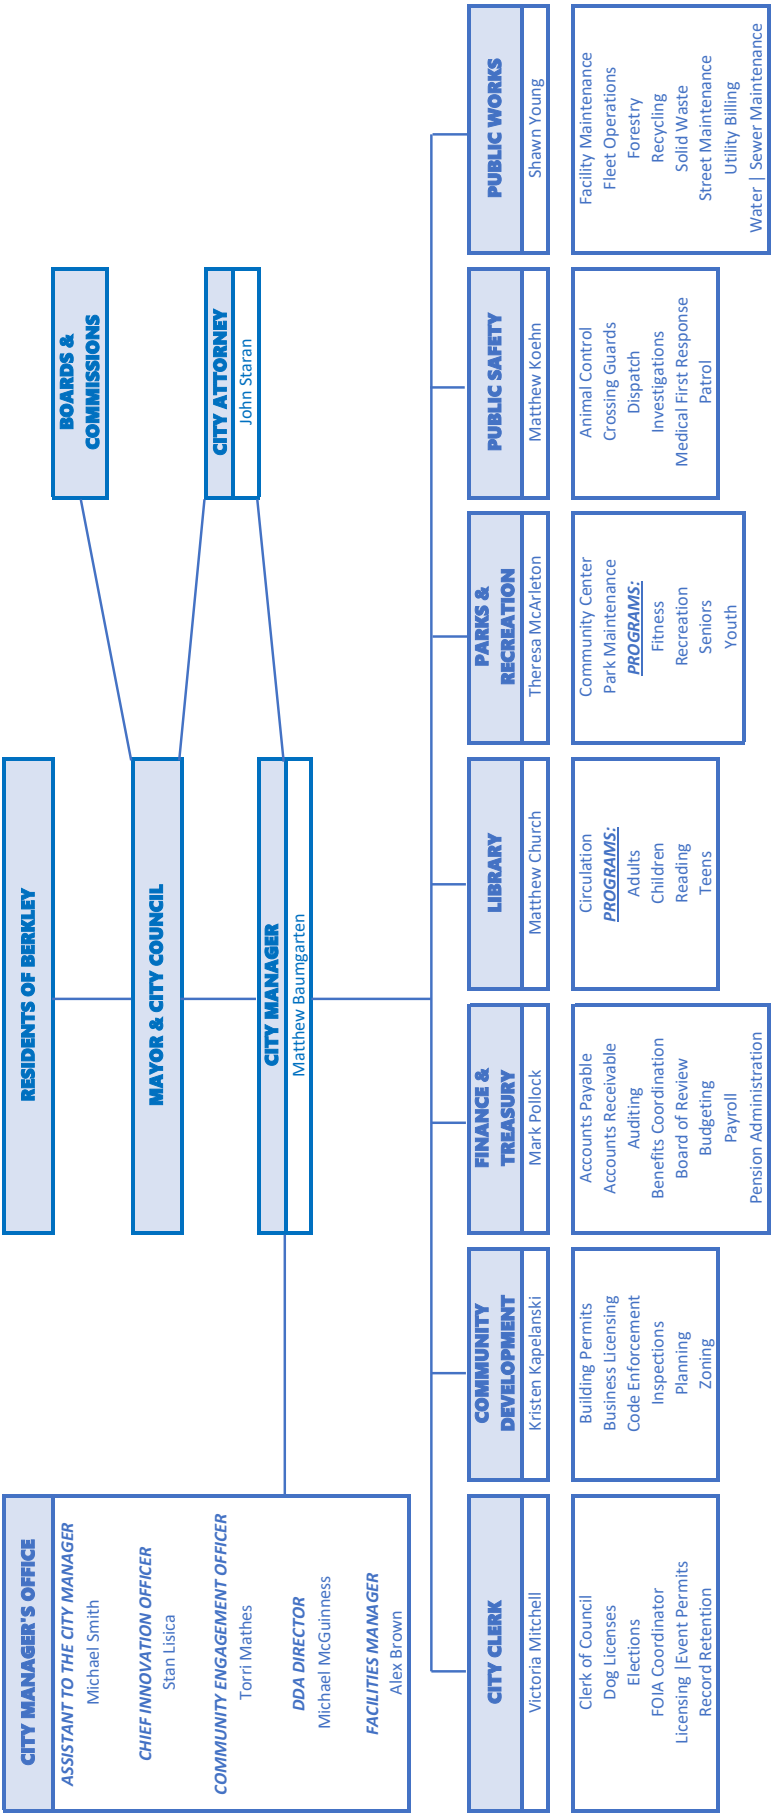 CITY MANAGER'S OFFICE
ASSISTANT TO THE CITY MANAGER
Michael Smith
CHIEF INNOVATION OFFICER
Stan Lisica
COMMUNITY ENGAGEMENT OFFICER
Torri Mathes
DDA DIRECTOR
Michael McGuinness
FACILITIES MANAGER
Alex Brown
RESIDENTS OF BERKLEY
MAYOR & CITY COUNCIL
CITY MANAGER
Matthew Baumgarten
BOARDS &
COMMISSIONS
CITY ATTORNEY
John Staran
CITY CLERK
Victoria Mitchell
Clerk of Council
Dog Licenses
Elections
FOIA Coordinator
Licensing |Event Permits
Record Retention
COMMUNITY
DEVELOPMENT
Kristen Kapelanski
Building Permits
Business Licensing
Code Enforcement
Inspections
Planning
Zoning
FINANCE &
TREASURY
Mark Pollock
Accounts Payable
Accounts Receivable
Auditing
Benefits Coordination
Board of Review
Budgeting
Payroll
Pension Administration
LIBRARY
Matthew Church
Circulation
PROGRAMS:
Adults
Children
Reading
Teens
PARKS &
RECREATION
Theresa McArleton
Community Center
Park Maintenance
PROGRAMS:
Fitness
Recreation
Seniors
Youth
PUBLIC SAFETY
Matthew Koehn
Animal Control
Crossing Guards
Dispatch
Investigations
Medical First Response
Patrol
PUBLIC WORKS
Shawn Young
Facility Maintenance
Fleet Operations
Forestry
Recycling
Solid Waste
Street Maintenance
Utility Billing
Water | Sewer Maintenance